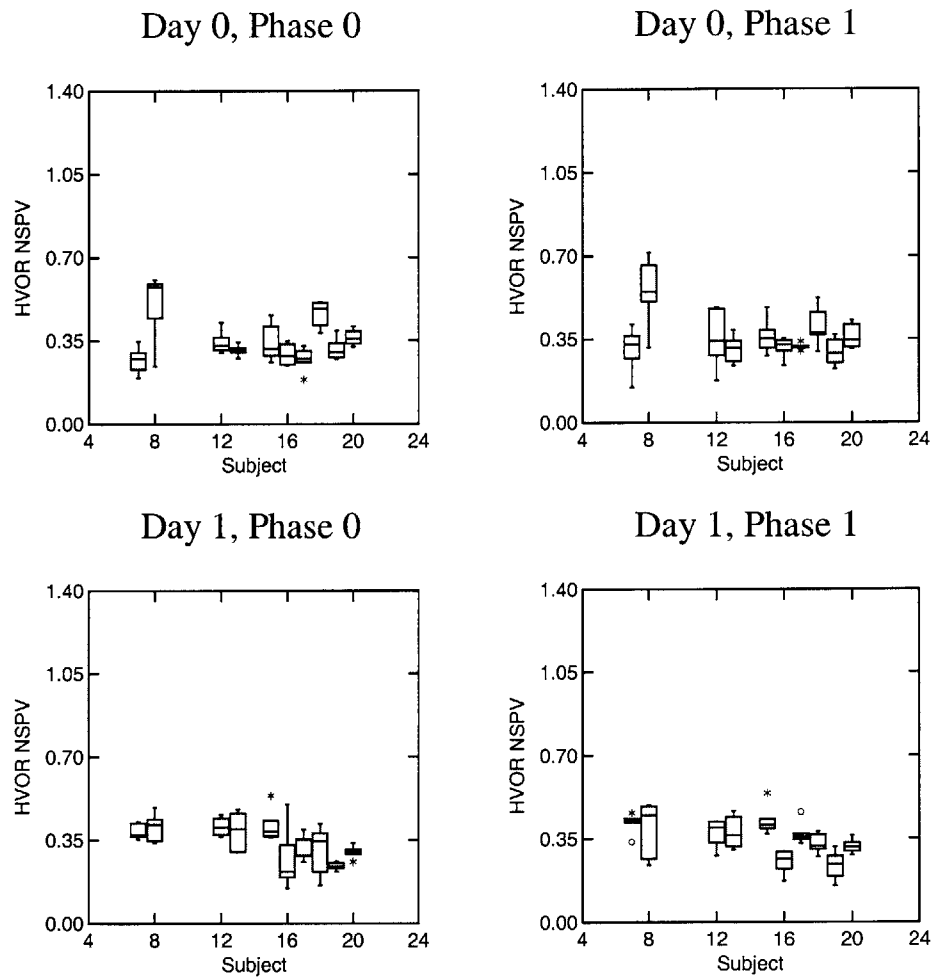 Day 0, Phase 0
Day 0, Phase 1
1.40
1.05
0.70
0.35
0.00
HVOR NSPV
4 8 12 16 20 24
Subject
*
1.40
1.05
0.70
0.35
0.00
HVOR NSPV
4 8 12 16 20 24
Subject
*
Day 1, Phase 0
Day 1, Phase 1
1.40
1.05
0.70
0.35
0.00
HVOR NSPV
4 8 12 16 20 24
Subject
*
*
1.40
1.05
0.70
0.35
0.00
HVOR NSPV
4 8 12 16 20 24
Subject
*
*